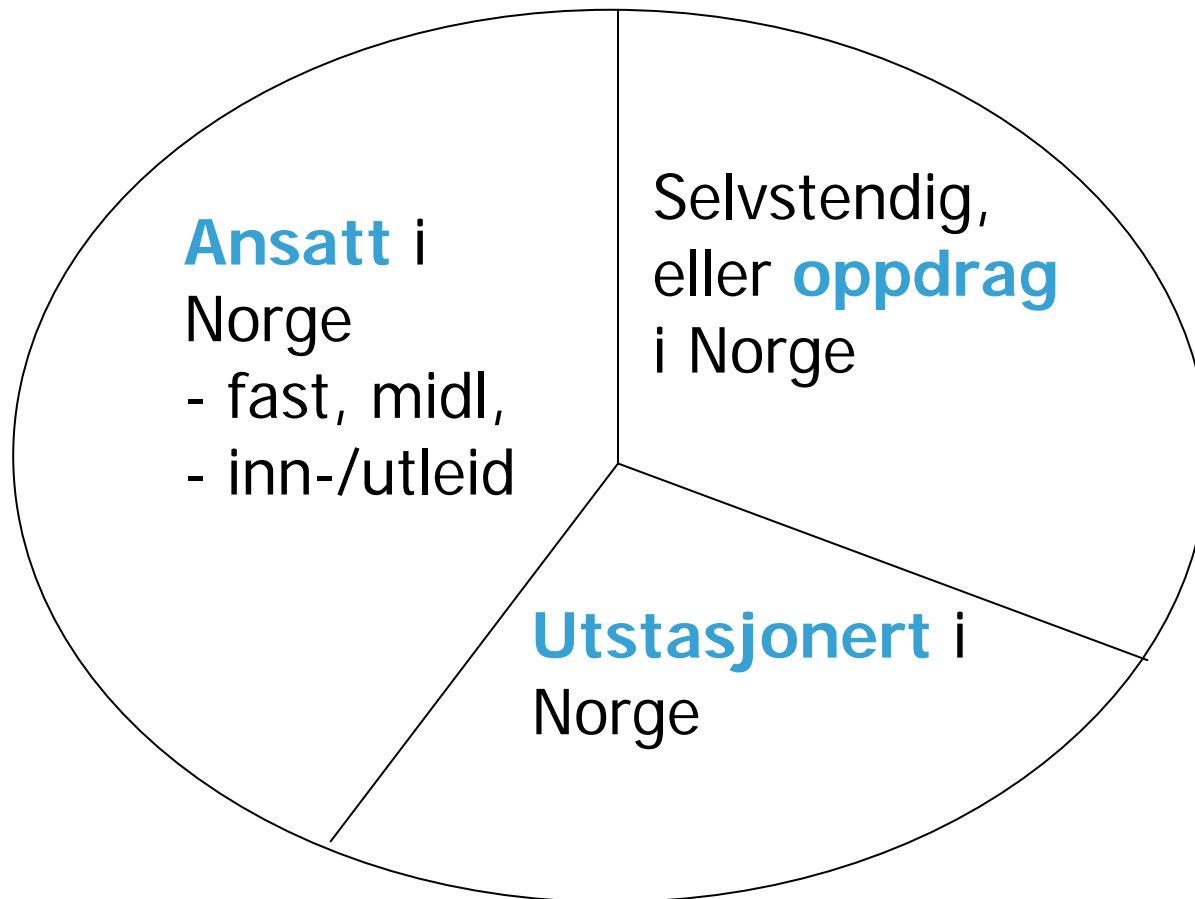 Ansatt i
Norge
- fast, midl,
- inn-/utleid
Selvstendig,
eller oppdrag
i Norge
Utstasjonert i
Norge